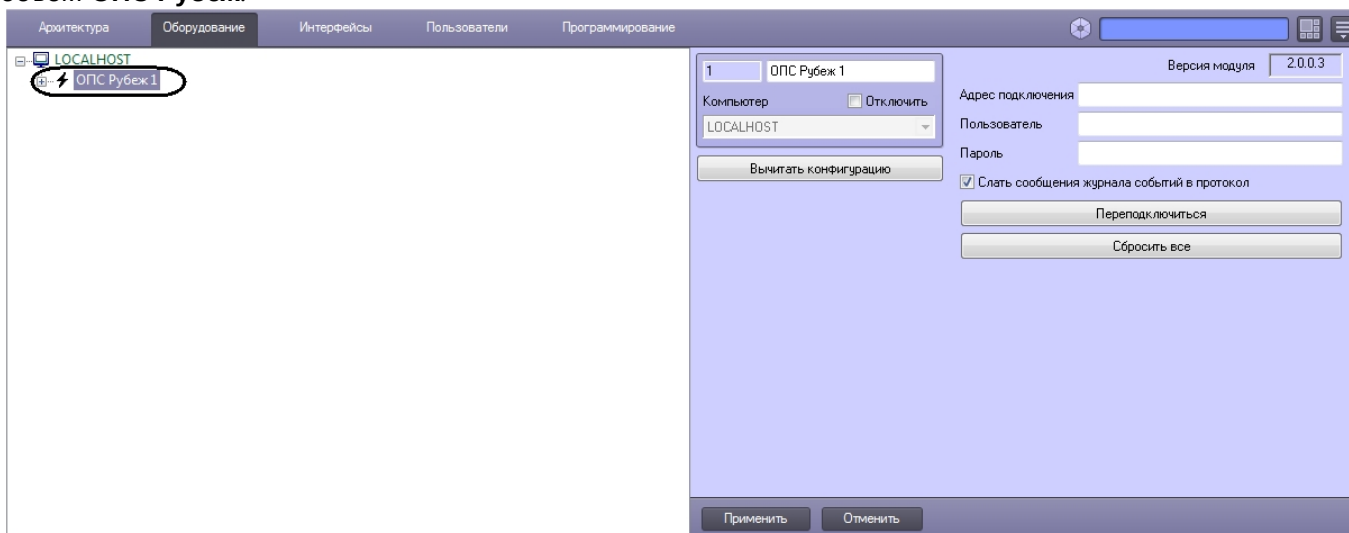 ОПС Рубеж.
Архитектура Оборудование Интерфейсы Пользователи Программирование
LOCALHOST
ОПС Рубеж 1
1 ОПС Рубеж 1
Компьютер Отключить
LOCALHOST
Вычитать конфигурацию
Версия модуля 2.0.0.3
Адрес подключения
Пользователь
Пароль
Слать сообщения журнала событий в протокол
Переподключиться
Сбросить все
Применить Отменить